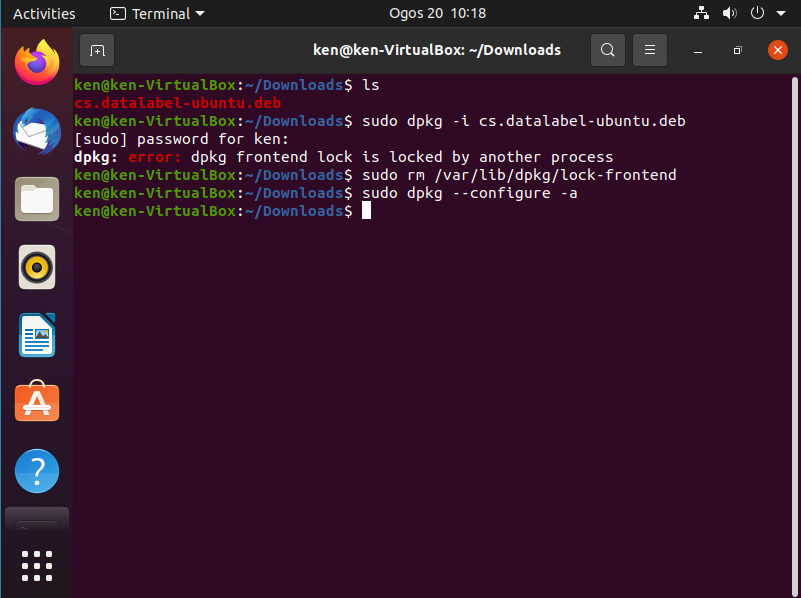 Activities
Terminal
Ogos 20 10:18
ken@ken-VirtualBox: ~/Downloads
ken@ken-VirtualBox:~/Downloads$ ls
cs.datalabel-ubuntu.deb
ken@ken-VirtualBox:~/Downloads$ sudo dpkg -i cs.datalabel-ubuntu.deb
[sudo] password for ken:
dpkg: error: dpkg frontend lock is locked by another process
ken@ken-VirtualBox:~/Downloads$ sudo rm /var/lib/dpkg/lock-frontend
ken@ken-VirtualBox:~/Downloads$ sudo dpkg --configure -a
ken@ken-VirtualBox:~/Downloads$